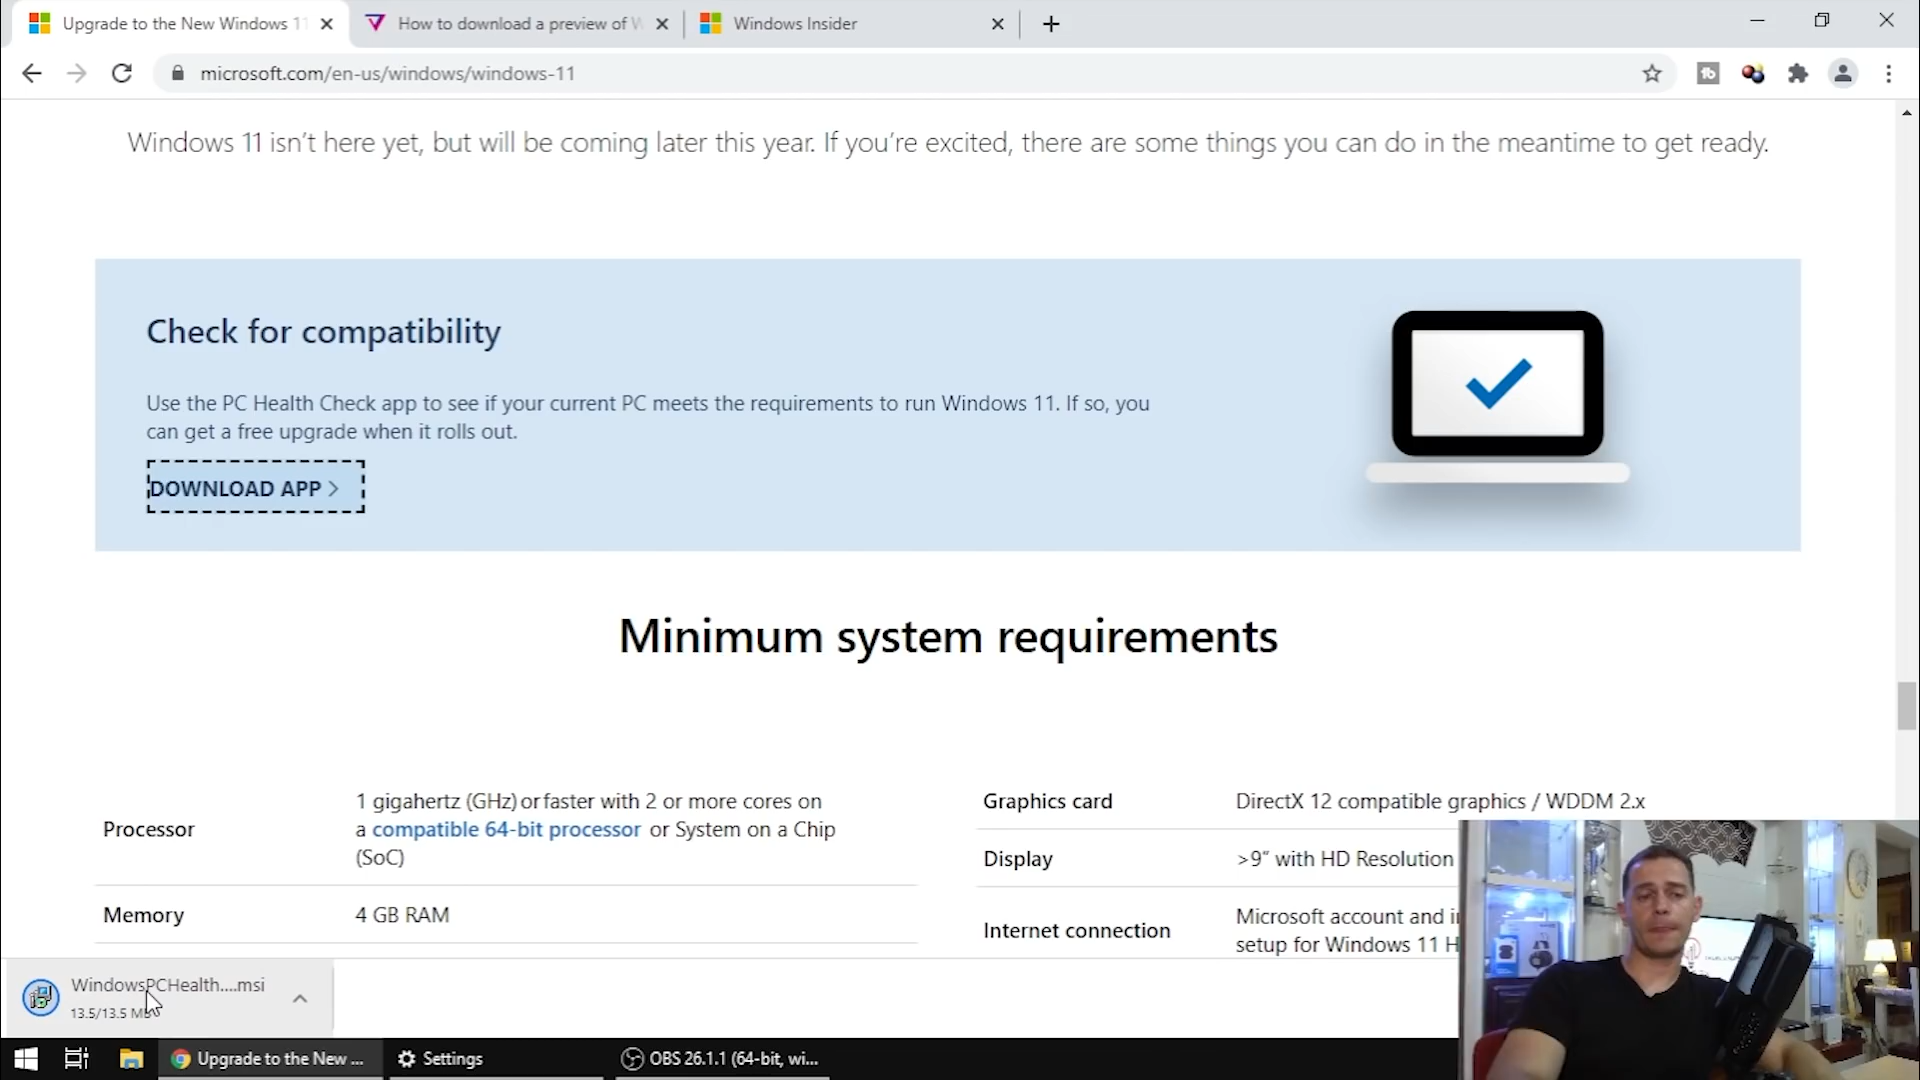 Upgrade to the New Windows 11
How to download a preview of W
Windows Insider
microsoft.com/en-us/windows/windows-11
Windows 11 isn't here yet, but will be coming later this year. If you're excited, there are some things you can do in the meantime to get ready.
Check for compatibility
Use the PC Health Check app to see if your current PC meets the requirements to run Windows 11. If so, you
can get a free upgrade when it rolls out.
DOWNLOAD APP >
Minimum system requirements
Processor
1 gigahertz (GHz) or faster with 2 or more cores on
a compatible 64-bit processor or System on a Chip
(SoC)
Memory
4 GB RAM
Graphics card
DirectX 12 compatible graphics / WDDM 2.x
Display
>9" with HD Resolution
Internet connection
Microsoft account and i
setup for Windows 11 H
WindowsPCHealth....msi
13.5/13.5 MB
Upgrade to the New ...
Settings
OBS 26.1.1 (64-bit, wi...